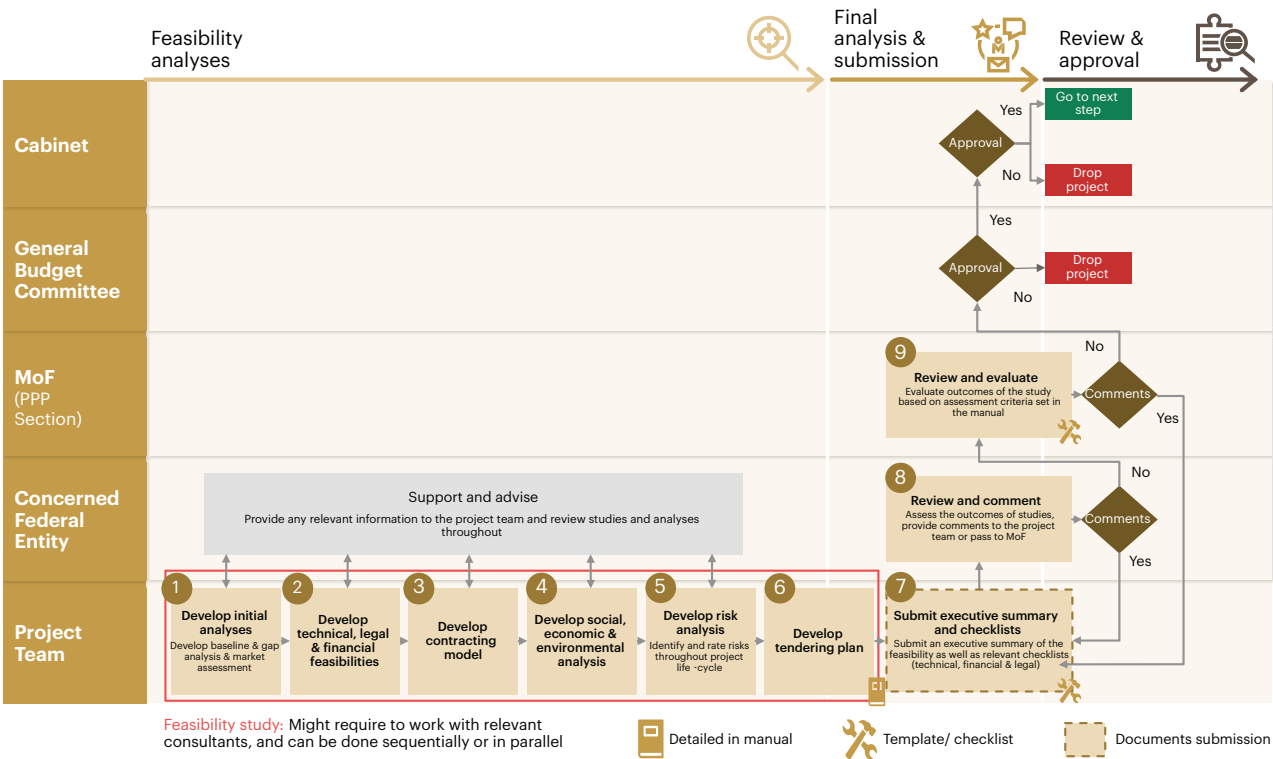 Feasibility
analyses
Final
analysis &
submission
Review &
approval
Cabinet
Approval
Yes
No
Go to next
step
Drop
project
General
Budget
Committee
Yes
Approval
No
Drop
project
MoF
(PPP
Section)
9
Review and evaluate
Evaluate outcomes of the study
based on assessment criteria set in
the manual
No
Comments
Yes
Concerned
Federal
Entity
Support and advise
Provide any relevant information to the project team and review studies and analyses
throughout
8
Review and comment
Assess the outcomes of studies,
provide comments to the project
team or pass to MoF
No
Comments
Yes
Project
Team
1
Develop initial
analyses
Develop baseline & gap
analysis & market
assessment
2
Develop
technical, legal
& financial
feasibilities
3
Develop
contracting
model
4
Develop social,
economic &
environmental
analysis
5
Develop risk
analysis
Identify and rate risks
throughout project
life -cycle
6
Develop
tendering plan
7
Submit executive summary
and checklists
Submit an executive summary of the
feasibility as well as relevant checklists
(technical, financial & legal)
Feasibility study: Might require to work with relevant
consultants, and can be done sequentially or in parallel
Detailed in manual
Template/ checklist
Documents submission